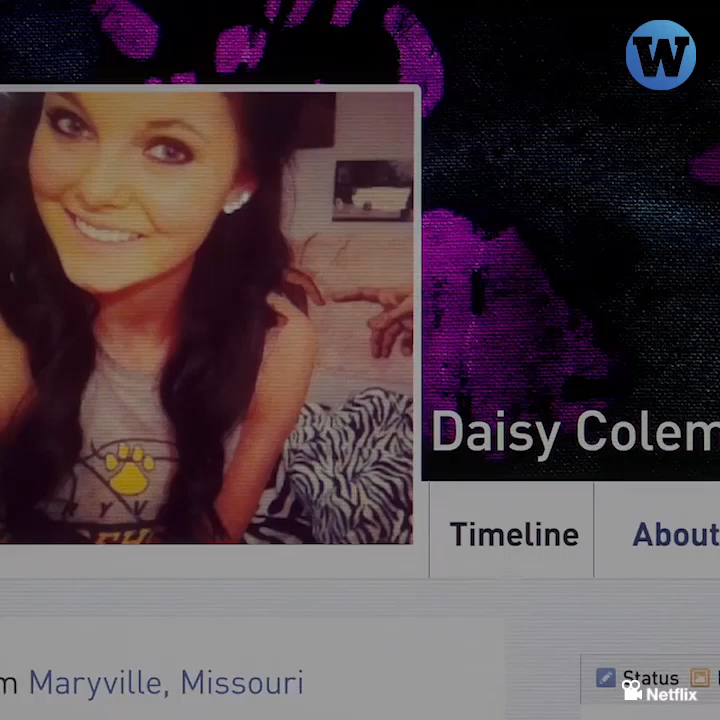 W
Daisy Colem
Timeline
About
m Maryville, Missouri
Status
Netflix